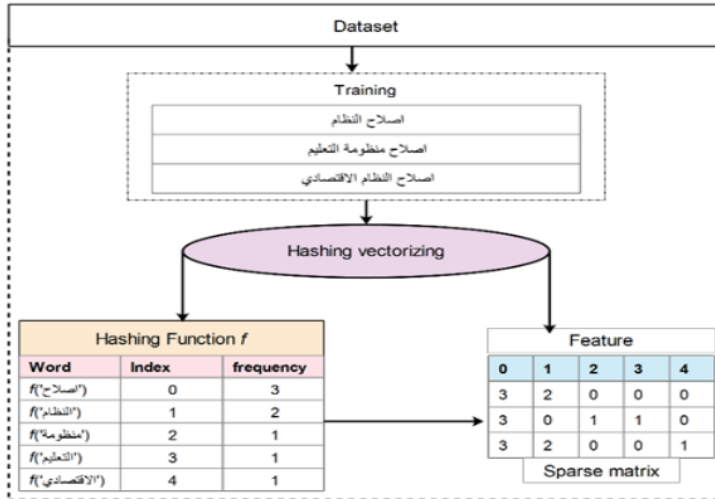 Dataset
Training
اصلاح النظام
اصلاح منظومة التعليم
اصلاح النظام الاقتصادي
Hashing vectorizing
Hashing Function f
Word Index frequency
f('اصلاح') 0 3
f('النظام') 1 2
f('منظومة') 2 1
f('التعليم') 3 1
f('الاقتصادي') 4 1
Feature
0 1 2 3 4
3 2 0 0 0
3 0 1 1 0
3 2 0 0 1
Sparse matrix